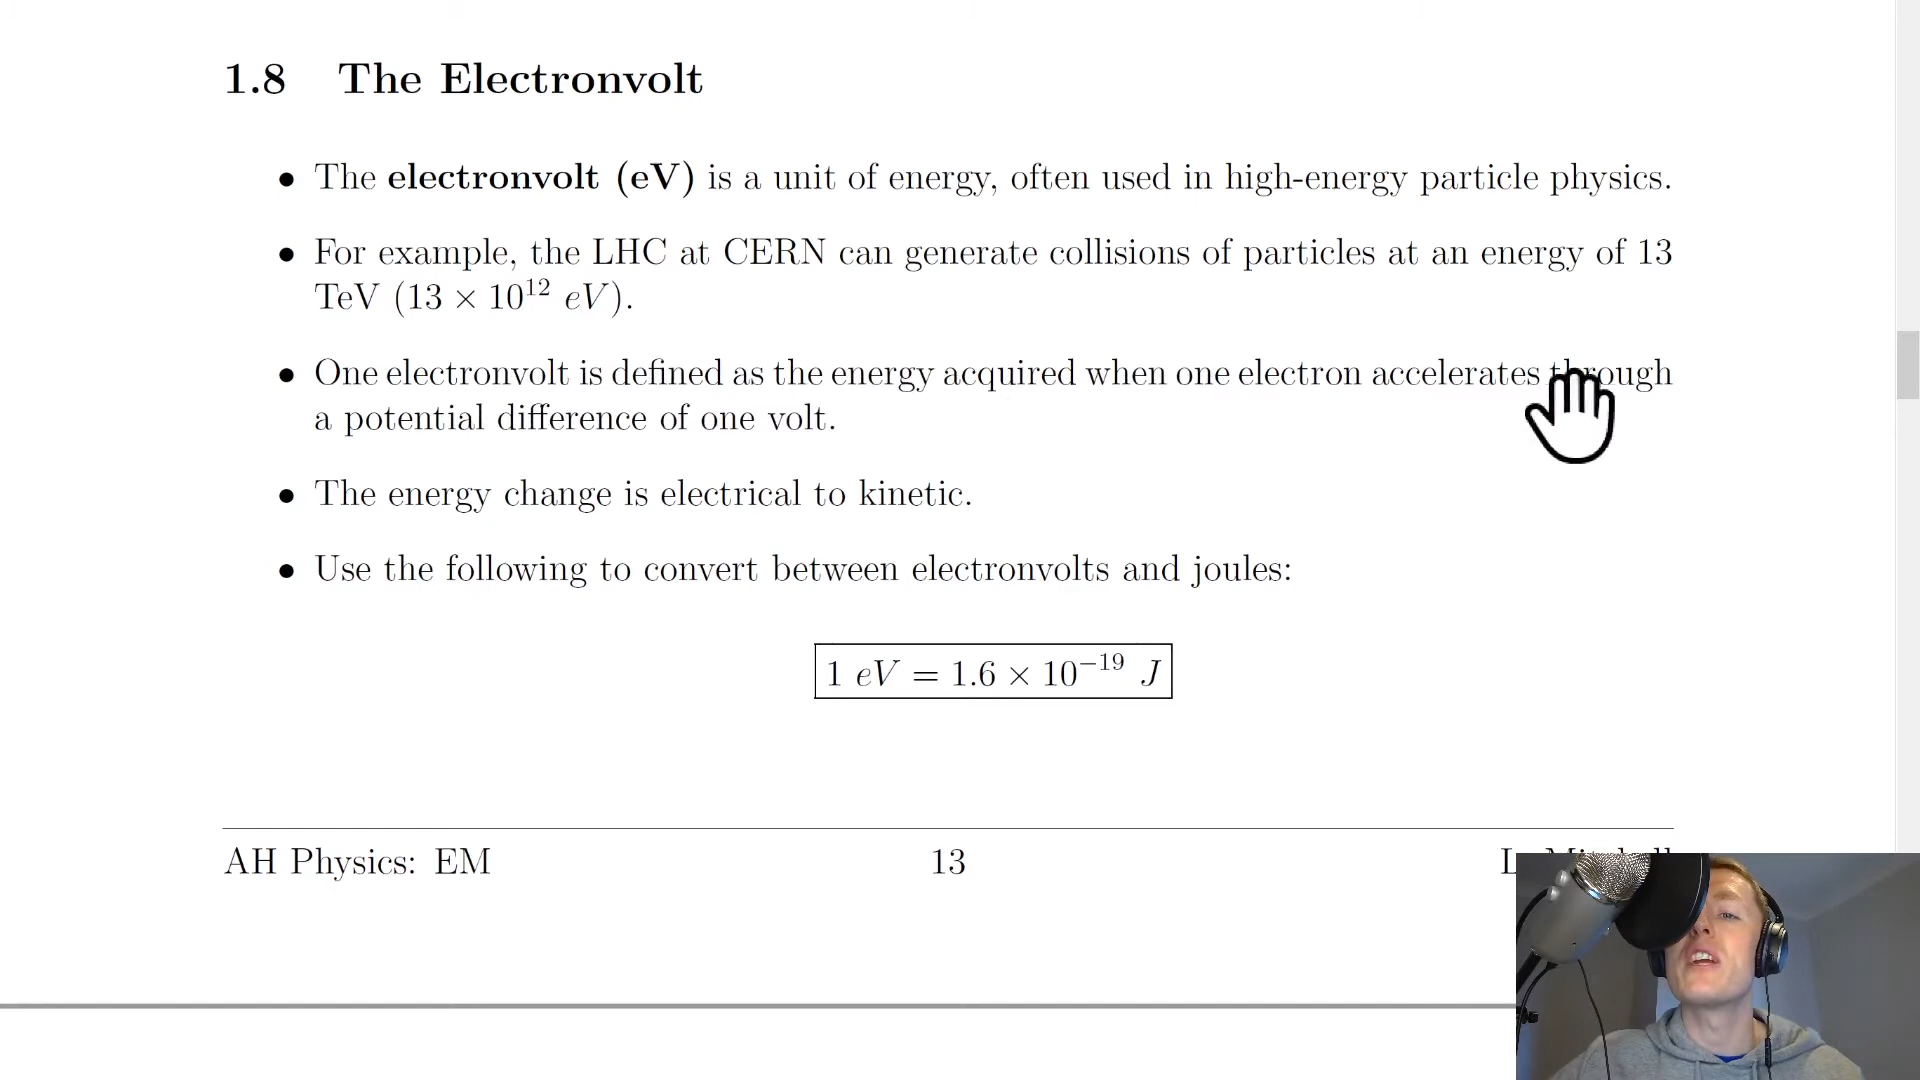 1.8 The Electronvolt
• The electronvolt (eV) is a unit of energy, often used in high-energy particle physics.
• For example, the LHC at CERN can generate collisions of particles at an energy of 13
TeV (13 × 10¹² eV).
• One electronvolt is defined as the energy acquired when one electron accelerates through
a potential difference of one volt.
• The energy change is electrical to kinetic.
• Use the following to convert between electronvolts and joules:
1 eV = 1.6 × 10⁻¹⁹ J
AH Physics: EM 13